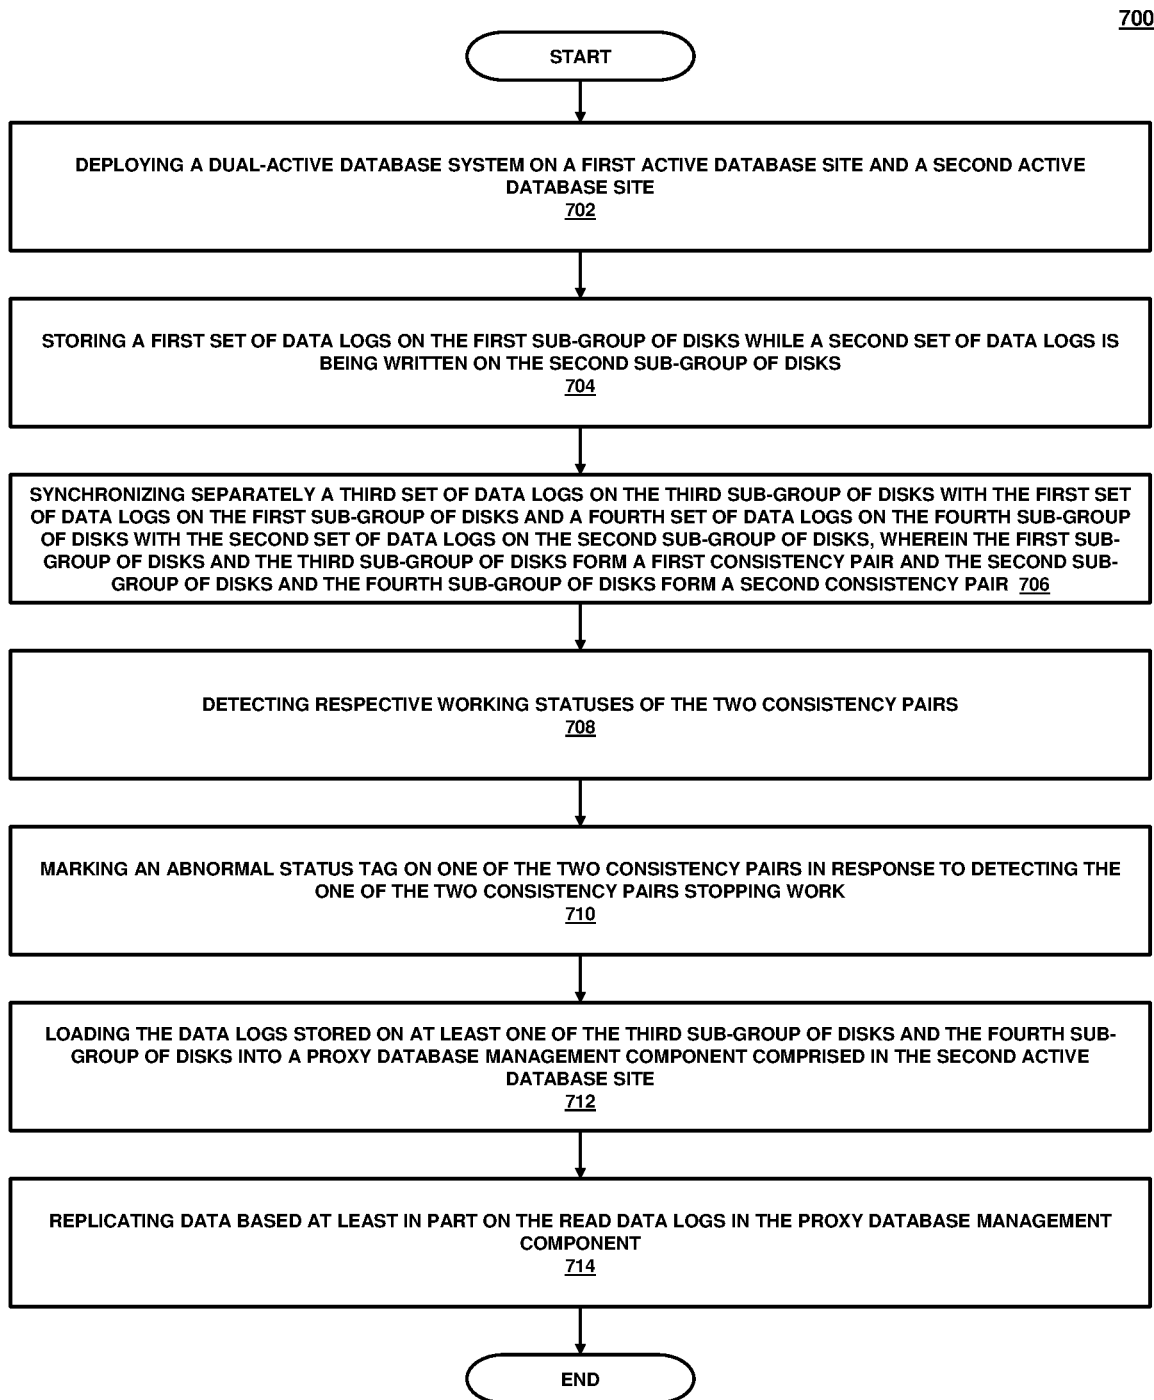 700
START
DEPLOYING A DUAL-ACTIVE DATABASE SYSTEM ON A FIRST ACTIVE DATABASE SITE AND A SECOND ACTIVE
DATABASE SITE
702
STORING A FIRST SET OF DATA LOGS ON THE FIRST SUB-GROUP OF DISKS WHILE A SECOND SET OF DATA LOGS IS
BEING WRITTEN ON THE SECOND SUB-GROUP OF DISKS
704
SYNCHRONIZING SEPARATELY A THIRD SET OF DATA LOGS ON THE THIRD SUB-GROUP OF DISKS WITH THE FIRST SET
OF DATA LOGS ON THE FIRST SUB-GROUP OF DISKS AND A FOURTH SET OF DATA LOGS ON THE FOURTH SUB-GROUP
OF DISKS WITH THE SECOND SET OF DATA LOGS ON THE SECOND SUB-GROUP OF DISKS, WHEREIN THE FIRST SUB-
GROUP OF DISKS AND THE THIRD SUB-GROUP OF DISKS FORM A FIRST CONSISTENCY PAIR AND THE SECOND SUB-
GROUP OF DISKS AND THE FOURTH SUB-GROUP OF DISKS FORM A SECOND CONSISTENCY PAIR 706
DETECTING RESPECTIVE WORKING STATUSES OF THE TWO CONSISTENCY PAIRS
708
MARKING AN ABNORMAL STATUS TAG ON ONE OF THE TWO CONSISTENCY PAIRS IN RESPONSE TO DETECTING THE
ONE OF THE TWO CONSISTENCY PAIRS STOPPING WORK
710
LOADING THE DATA LOGS STORED ON AT LEAST ONE OF THE THIRD SUB-GROUP OF DISKS AND THE FOURTH SUB-
GROUP OF DISKS INTO A PROXY DATABASE MANAGEMENT COMPONENT COMPRISED IN THE SECOND ACTIVE
DATABASE SITE
712
REPLICATING DATA BASED AT LEAST IN PART ON THE READ DATA LOGS IN THE PROXY DATABASE MANAGEMENT
COMPONENT
714
END